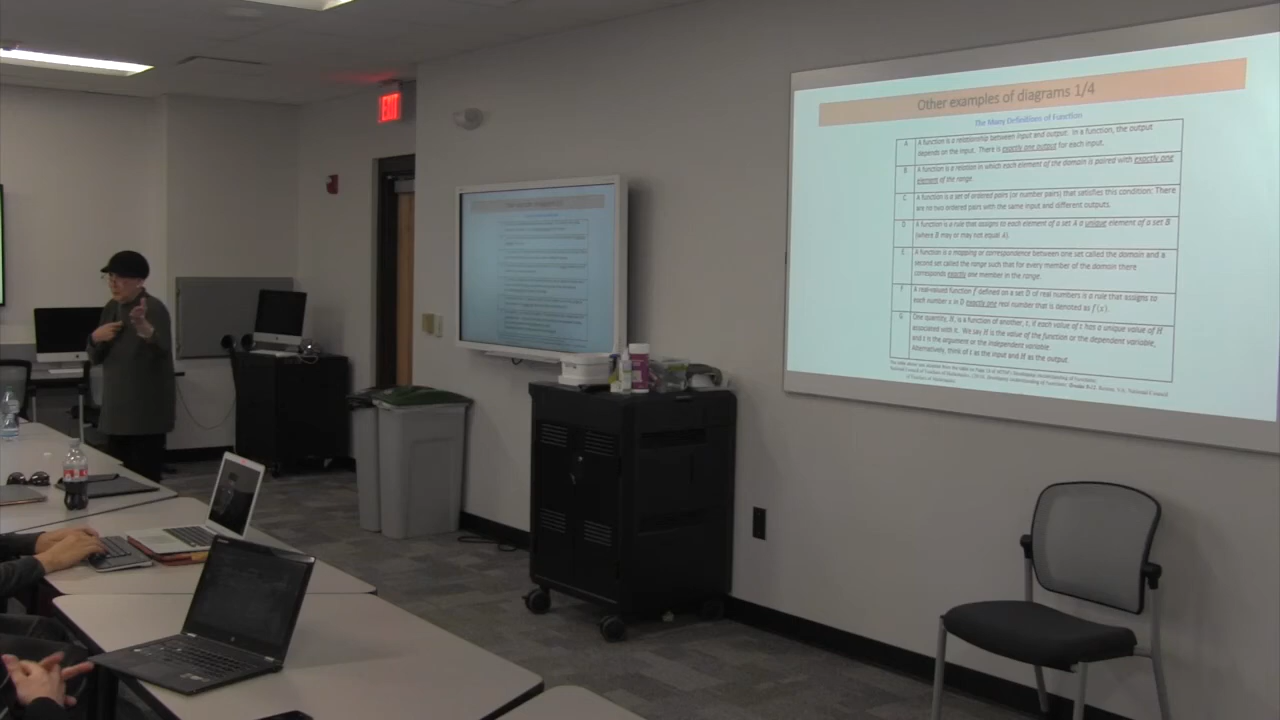 EXIT
Other examples of diagrams 1/4
The Many Definitions of Function
A A function is a relationship between input and output. In a function, the output
depends on the input. There is exactly one output for each input.
B A function is a relation in which each element of the domain is paired with exactly one
element of the range.
C A function is a set of ordered pairs (or number pairs) that satisfies this condition: There
are no two ordered pairs with the same input and different outputs.
D A function is a rule that assigns to each element of a set A a unique element of a set B
(where B may or may not equal A).
E A function is a mapping or correspondence between one set called the domain and a
second set called the range such that for every member of the domain there
corresponds exactly one member in the range.
F A real-valued function f defined on a set D of real numbers is a rule that assigns to
each number x in D exactly one real number that is denoted as f(x).
G One quantity, H, is a function of another, t, if each value of t has a unique value of H
associated with it. We say H is the value of the function or the dependent variable,
and t is the argument or the independent variable.
Alternatively, think of t as the input and H as the output.
National Council of Teachers of Mathematics.